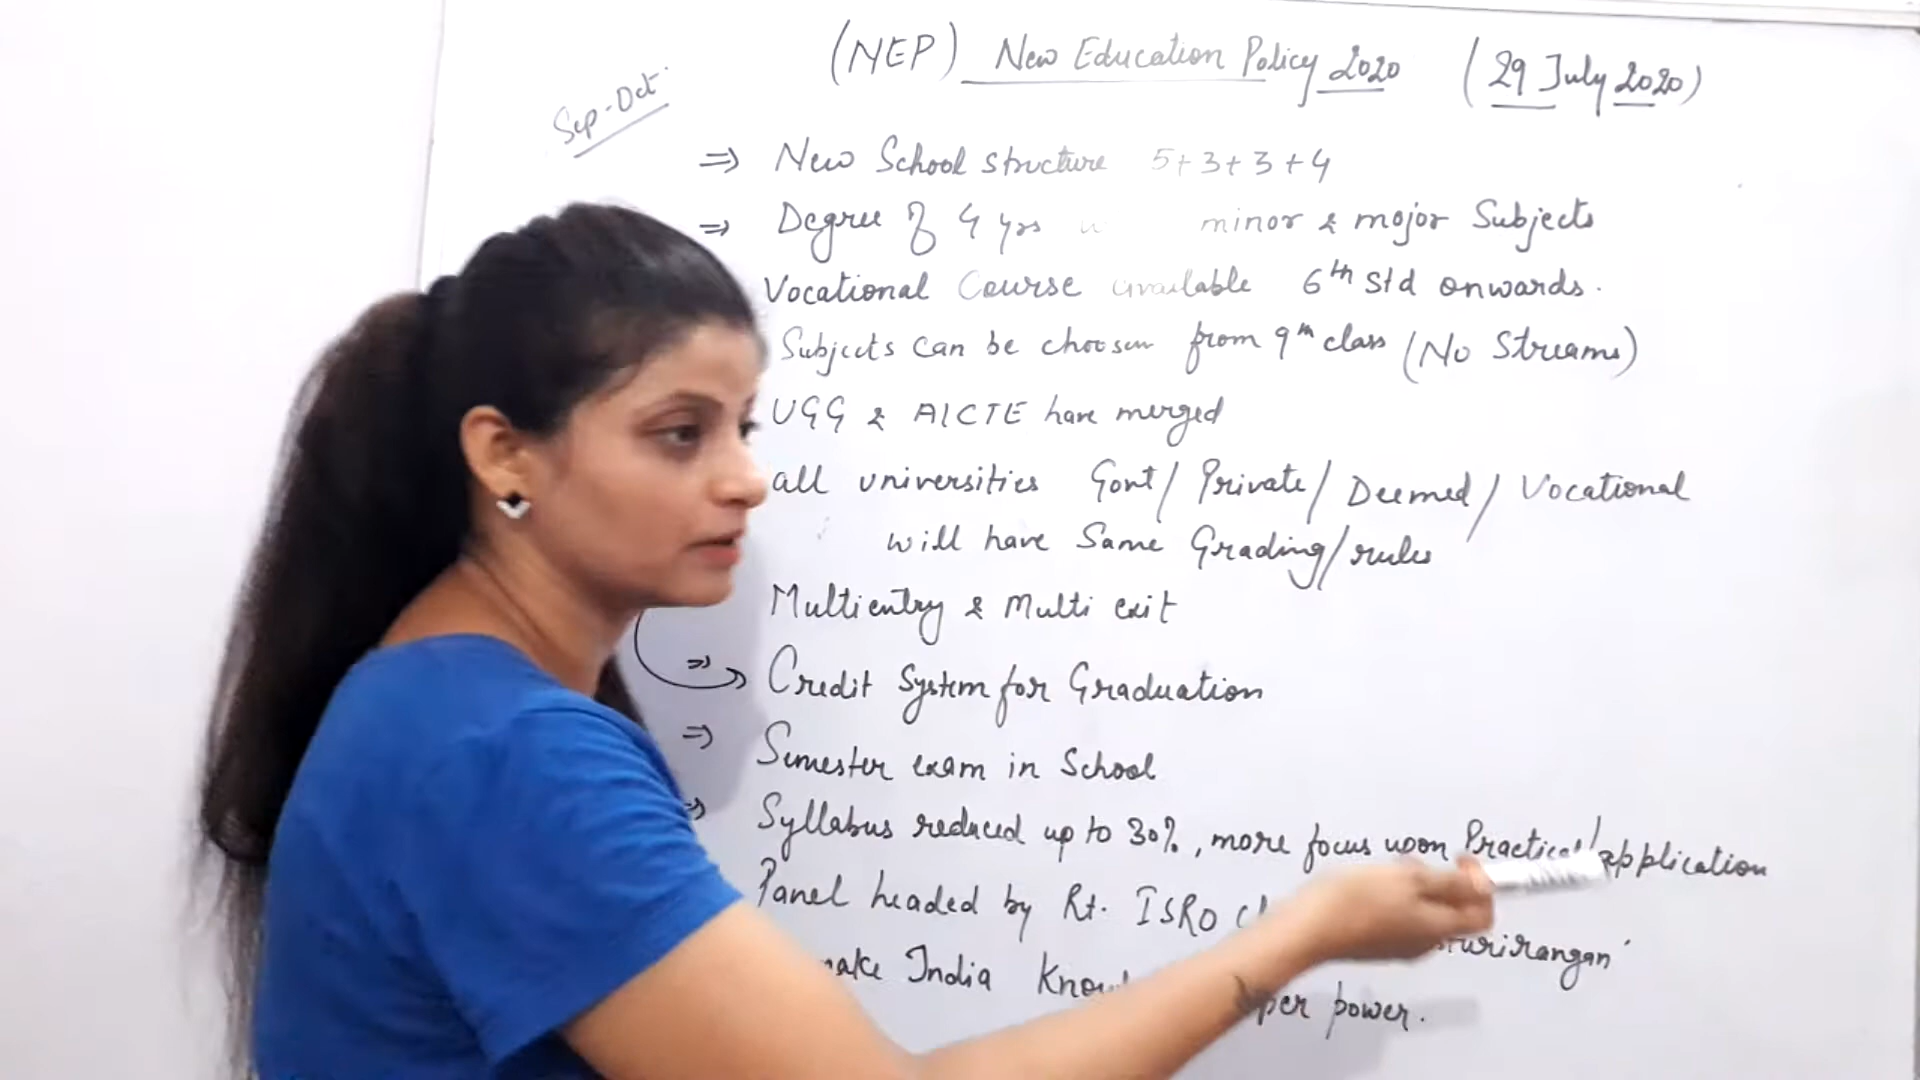 (NEP) New Education Policy 2020 (29 July 2020)
Sep-Oct
⇒ New School structure 5+3+3+4
⇒ Degree of 4 yrs minor & mojor Subjects
Vocational Course available 6th Std onwards.
Subjects can be choosen from 9th class (No Streams)
UGG & AICTE have merged
all universities Govt/ Private/ Deemed/ Vocational
will have Same Grading/rules
Multientry & Multi exit
⇒ Credit System for Graduation
⇒ Semester exam in School
⇒ Syllabus reduced up to 30%, more focus upon Practical/application
Panel headed by Rt. ISRO
India power.